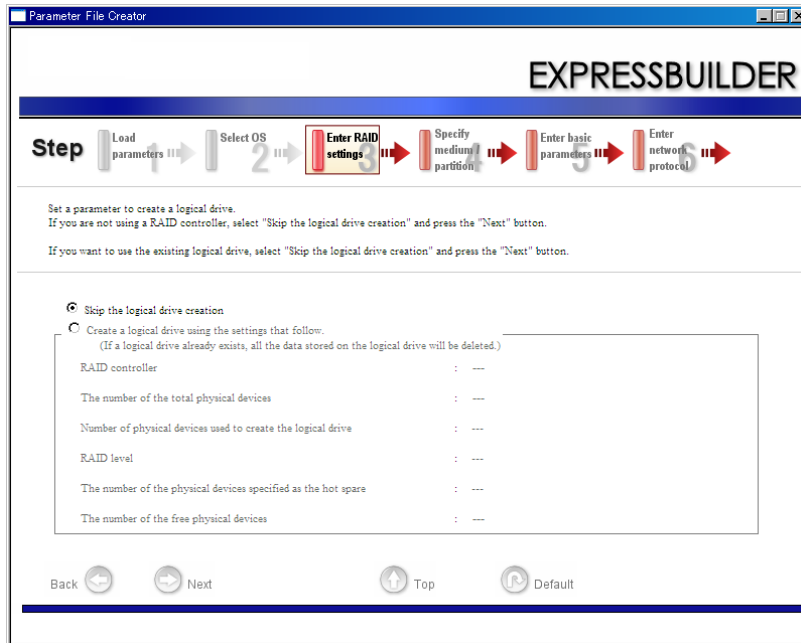 Parameter File Creator
EXPRESSBUILDER
Step
Load
parameters
1
Select OS
2
Enter RAID
settings
3
Specify
medium /
partition
4
Enter basic
parameters
5
Enter
network
protocol
6
Set a parameter to create a logical drive.
If you are not using a RAID controller, select "Skip the logical drive creation" and press the "Next" button.
If you want to use the existing logical drive, select "Skip the logical drive creation" and press the "Next" button.
Skip the logical drive creation
Create a logical drive using the settings that follow.
(If a logical drive already exists, all the data stored on the logical drive will be deleted.)
RAID controller : ---
The number of the total physical devices : ---
Number of physical devices used to create the logical drive : ---
RAID level : ---
The number of the physical devices specified as the hot spare : ---
The number of the free physical devices : ---
Back Next Top Default